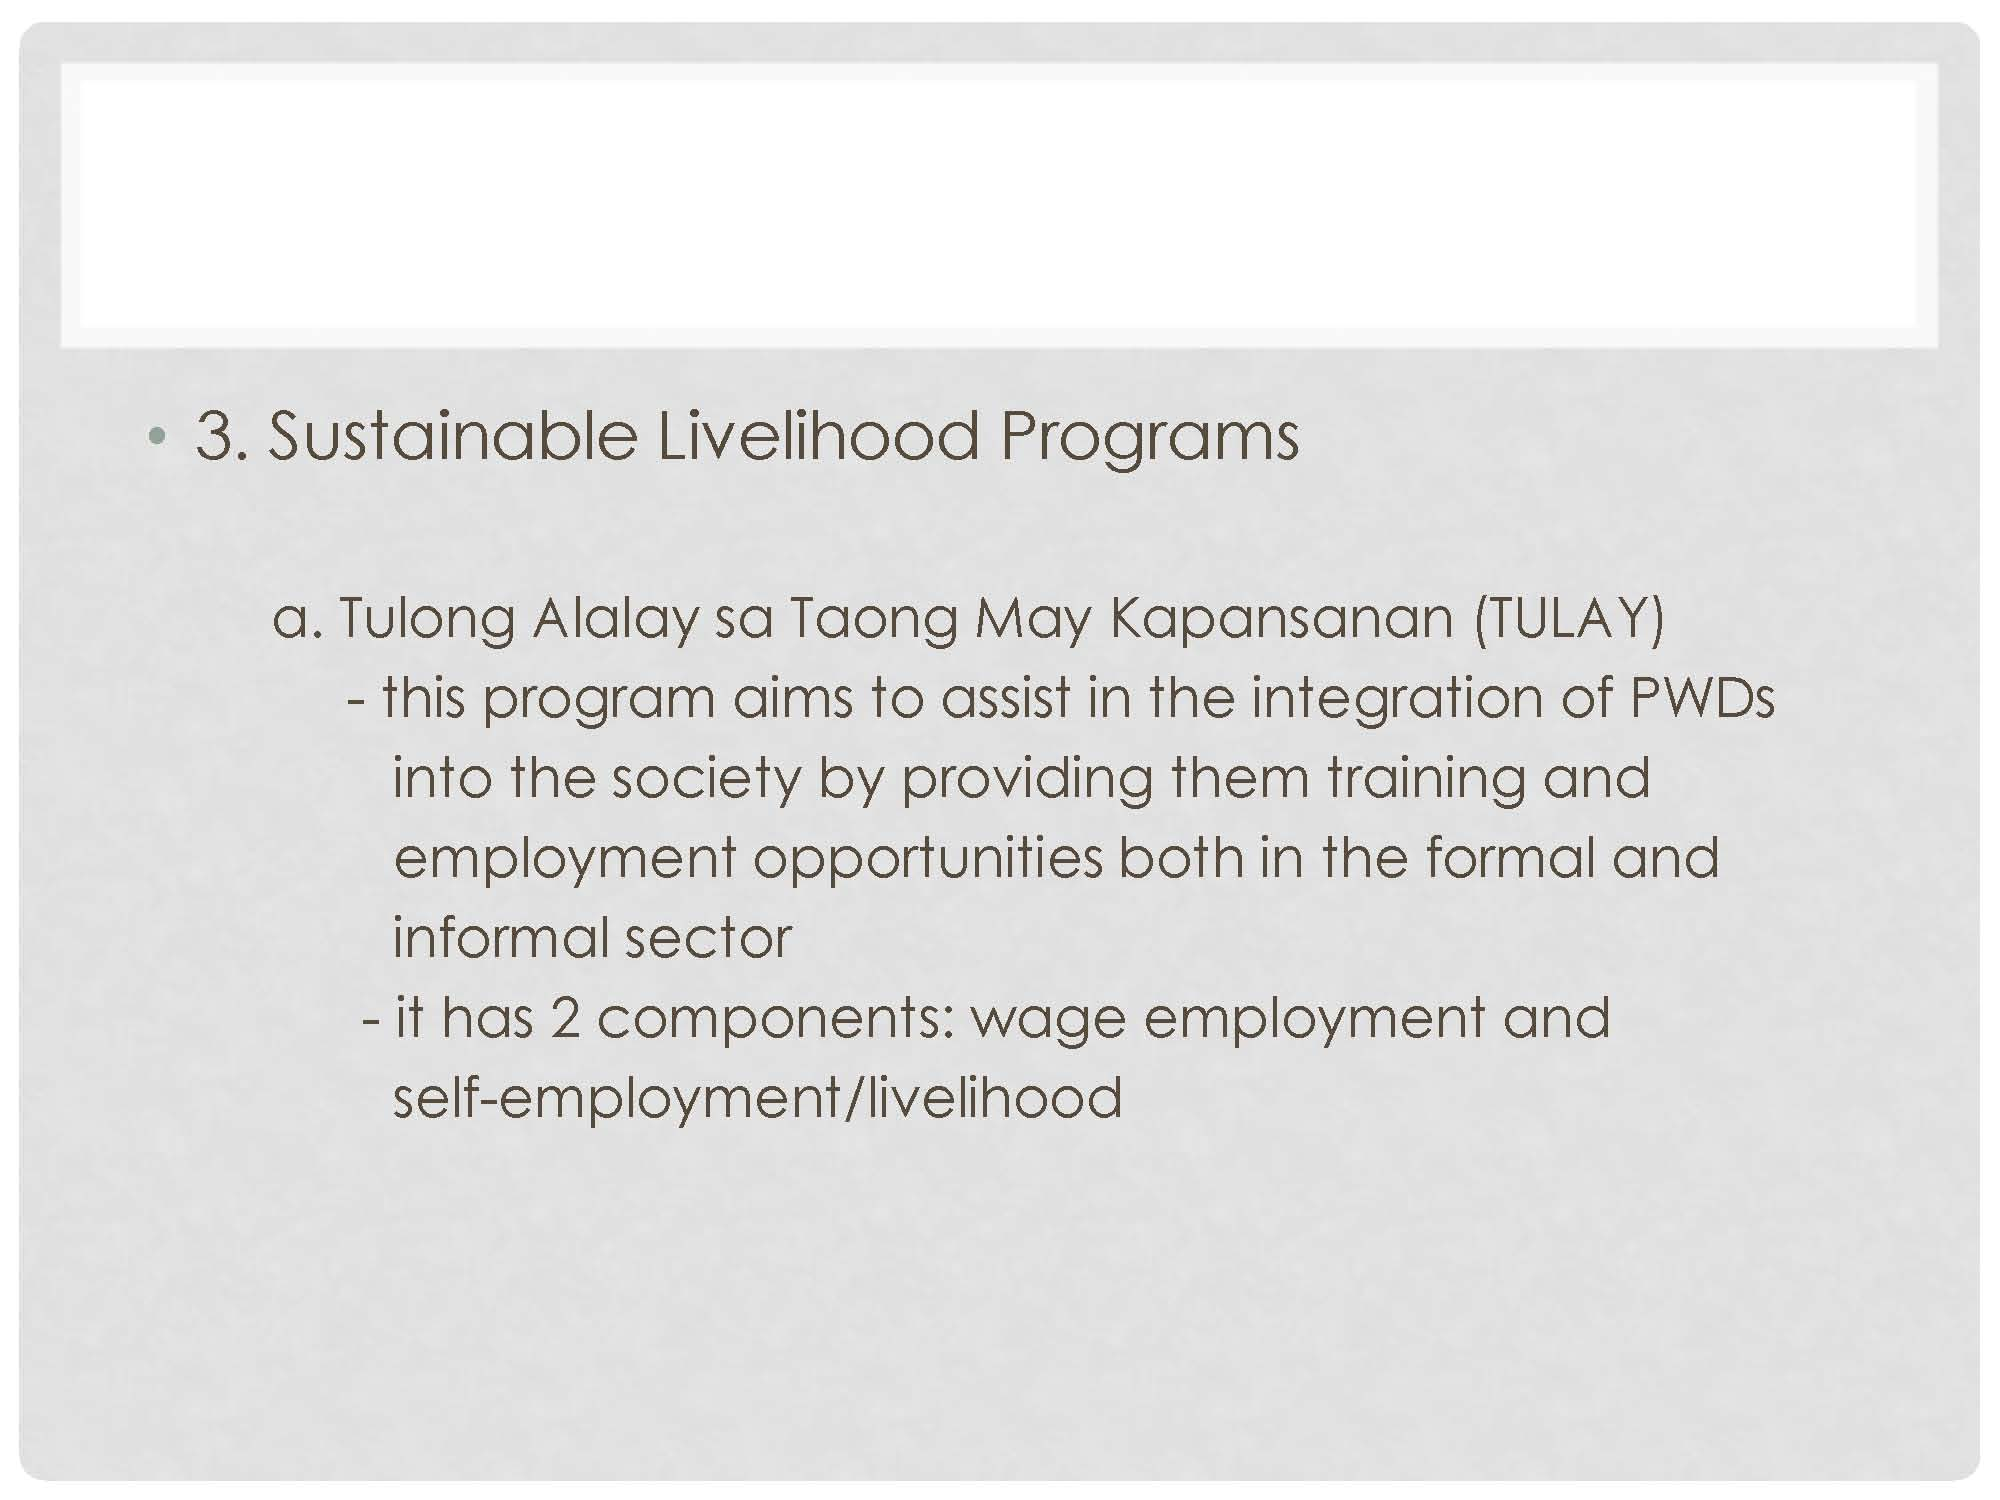 • 3. Sustainable Livelihood Programs
a. Tulong Alalay sa Taong May Kapansanan (TULAY)
- this program aims to assist in the integration of PWDs
into the society by providing them training and
employment opportunities both in the formal and
informal sector
- it has 2 components: wage employment and
self-employment/livelihood